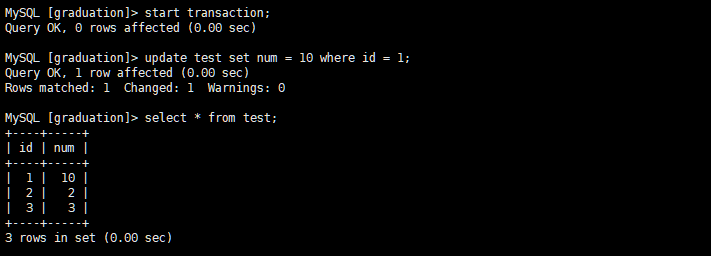 MySQL [graduation]> start transaction;
Query OK, 0 rows affected (0.00 sec)
MySQL [graduation]> update test set num = 10 where id = 1;
Query OK, 1 row affected (0.00 sec)
Rows matched: 1  Changed: 1  Warnings: 0
MySQL [graduation]> select * from test;
+----+-----+
| id | num |
+----+-----+
|  1 |  10 |
|  2 |   2 |
|  3 |   3 |
+----+-----+
3 rows in set (0.00 sec)